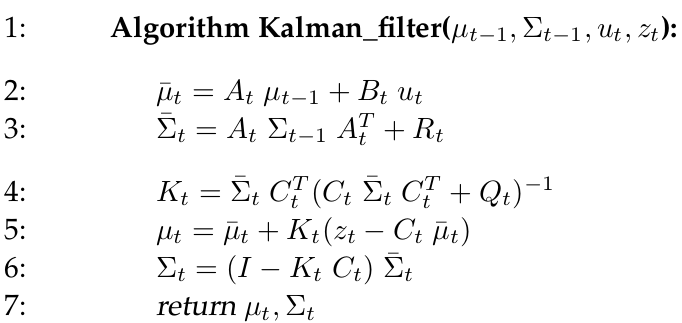 1: Algorithm Kalman_filter(μ_{t−1}, Σ_{t−1}, u_t, z_t):
2: μ̄_t = A_t μ_{t−1} + B_t u_t
3: Σ̄_t = A_t Σ_{t−1} A_t^T + R_t
4: K_t = Σ̄_t C_t^T (C_t Σ̄_t C_t^T + Q_t)^{−1}
5: μ_t = μ̄_t + K_t(z_t − C_t μ̄_t)
6: Σ_t = (I − K_t C_t) Σ̄_t
7: return μ_t, Σ_t